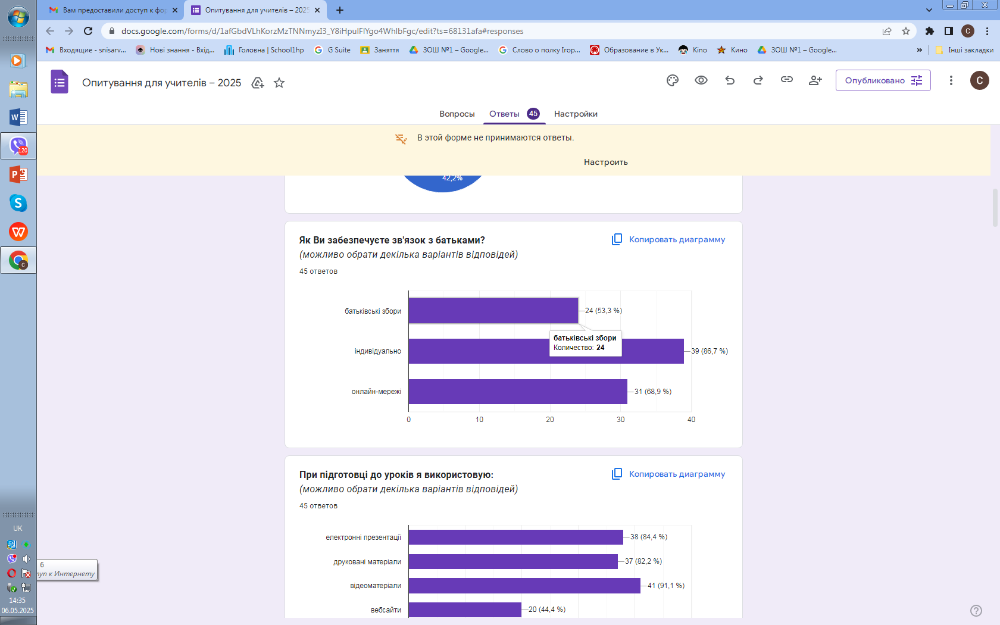 Вам предоставили доступ к фор
Опитування для учителів – 2025
docs.google.com/forms/d/1afGbdVLhKorzMzTNNmyzI3_Y8iHpuIFIYgo4WhIbFgc/edit?ts=68131afa#responses
C
Входящие - snisarv...
Нові знання - Вхід...
Головна | School1hp
G Suite
Заняття
ЗОШ №1 – Google...
Слово о полку Ігор...
Образование в Ук...
Kino
Кино
ЗОШ №1 – Google...
»
Інші закладки
Опитування для учителів – 2025
Опубликовано
C
Вопросы
Ответы 45
Настройки
В этой форме не принимаются ответы.
Настроить
42,2%
Як Ви забезпечуєте зв'язок з батьками?
Копировать диаграмму
(можливо обрати декілька варіантів відповідей)
45 ответов
батьківські збори
24 (53,3 %)
батьківські збори
Количество: 24
індивідуально
39 (86,7 %)
онлайн-мережі
31 (68,9 %)
0 10 20 30 40
При підготовці до уроків я використовую:
Копировать диаграмму
(можливо обрати декілька варіантів відповідей)
45 ответов
електронні презентації
38 (84,4 %)
друковані матеріали
37 (82,2 %)
відеоматеріали
41 (91,1 %)
вебсайти
20 (44,4 %)
W
120
P
S
W
C
UK
6
туп к Интернету
14:35
06.05.2025